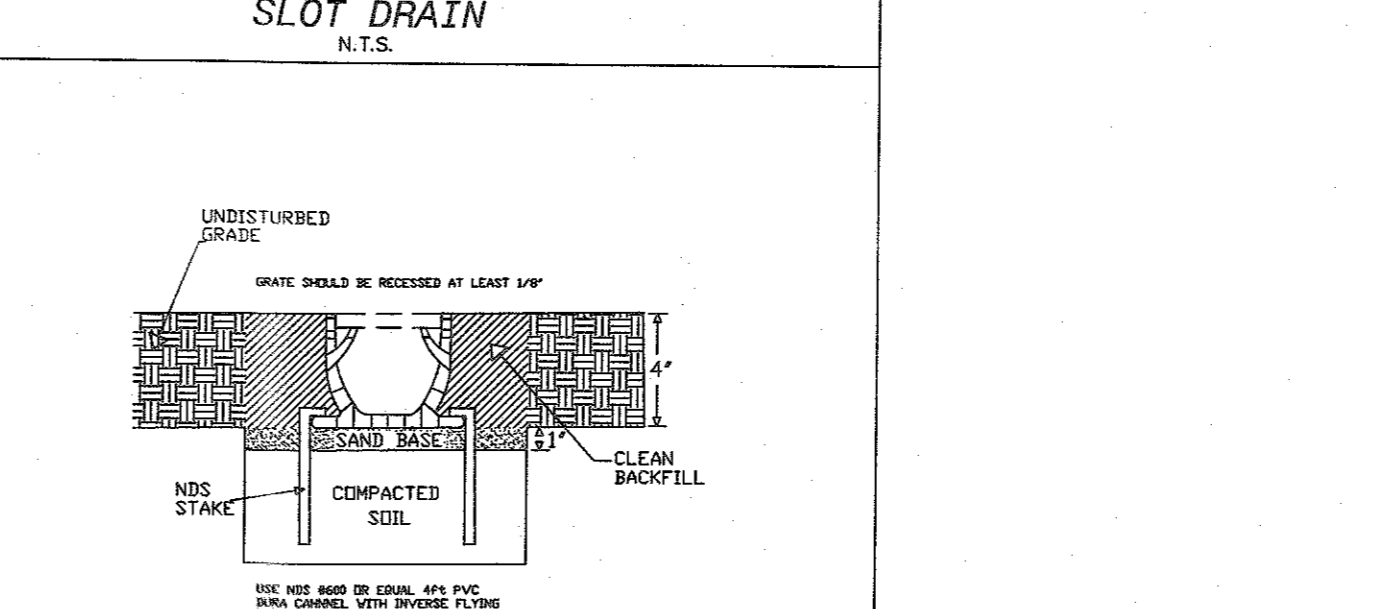 SLOT DRAIN
N.T.S.
UNDISTURBED
GRADE
GRATE SHOULD BE RECESSED AT LEAST 1/8"
4"
SAND BASE
1"
CLEAN
BACKFILL
NDS
STAKE
COMPACTED
SOIL
USE NDS #600 OR EQUAL 4ft PVC
DURA CAHNNEL WITH INVERSE FLYING